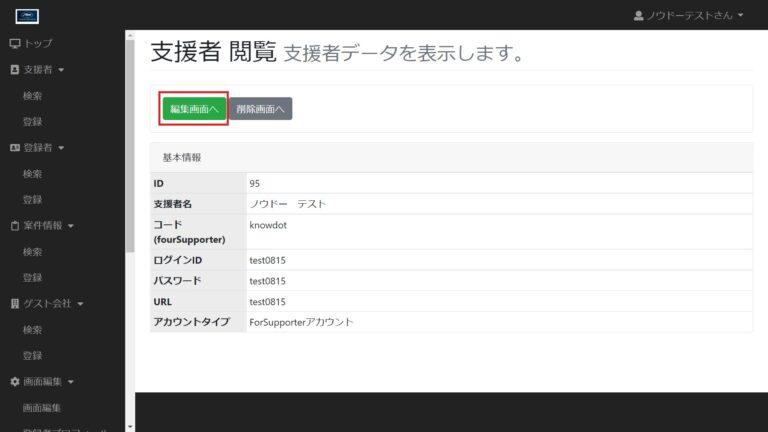 ノウドーテストさん
トップ
支援者
検索
登録
登録者
検索
登録
案件情報
検索
登録
ゲスト会社
検索
登録
画面編集
画面編集
支援者 閲覧 支援者データを表示します。
編集画面へ 削除画面へ
基本情報
ID 95
支援者名 ノウドー　テスト
コード knowdot
(fourSupporter)
ログインID test0815
パスワード test0815
URL test0815
アカウントタイプ ForSupporterアカウント